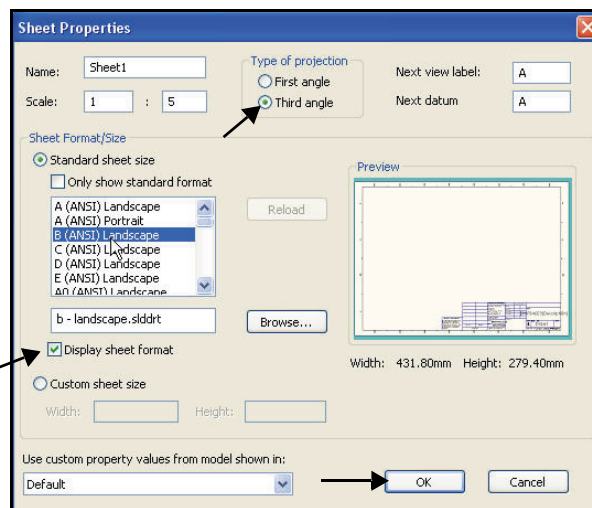 Sheet Properties
Name: Sheet1
Scale: 1 : 5
Type of projection
First angle
Third angle
Next view label: A
Next datum A
Sheet Format/Size
Standard sheet size
Only show standard format
A (ANSI) Landscape
A (ANSI) Portrait
B (ANSI) Landscape
C (ANSI) Landscape
D (ANSI) Landscape
E (ANSI) Landscape
A0 (ANSI) Landscape
Reload
b - landscape.slddrt
Browse...
Display sheet format
Custom sheet size
Width: Height:
Preview
Width: 431.80mm Height: 279.40mm
Use custom property values from model shown in:
Default
OK
Cancel